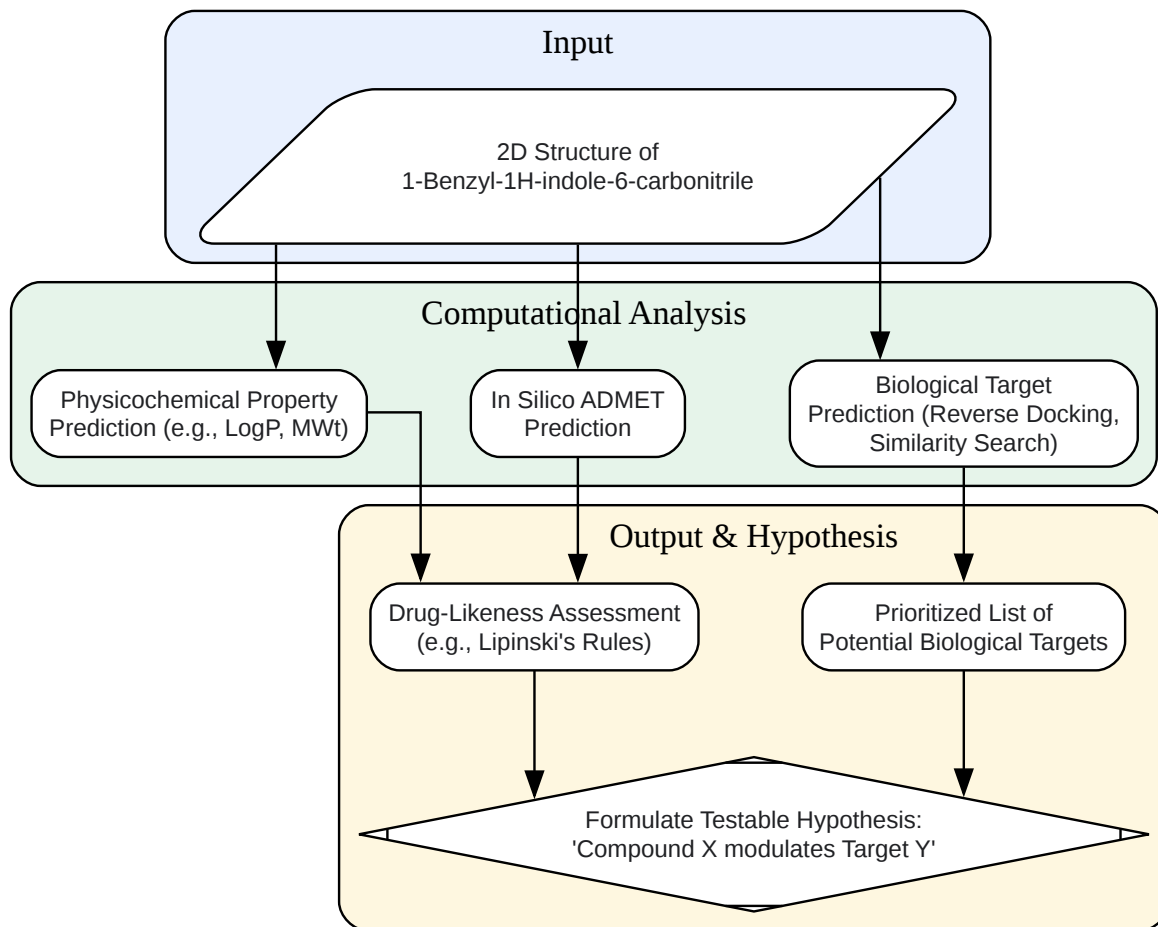 Input
2D Structure of
1-Benzyl-1H-indole-6-carbonitrile
Computational Analysis
Physicochemical Property
Prediction (e.g., LogP, MWt)
In Silico ADMET
Prediction
Biological Target
Prediction (Reverse Docking,
Similarity Search)
Output & Hypothesis
Drug-Likeness Assessment
(e.g., Lipinski's Rules)
Prioritized List of
Potential Biological Targets
Formulate Testable Hypothesis:
'Compound X modulates Target Y'